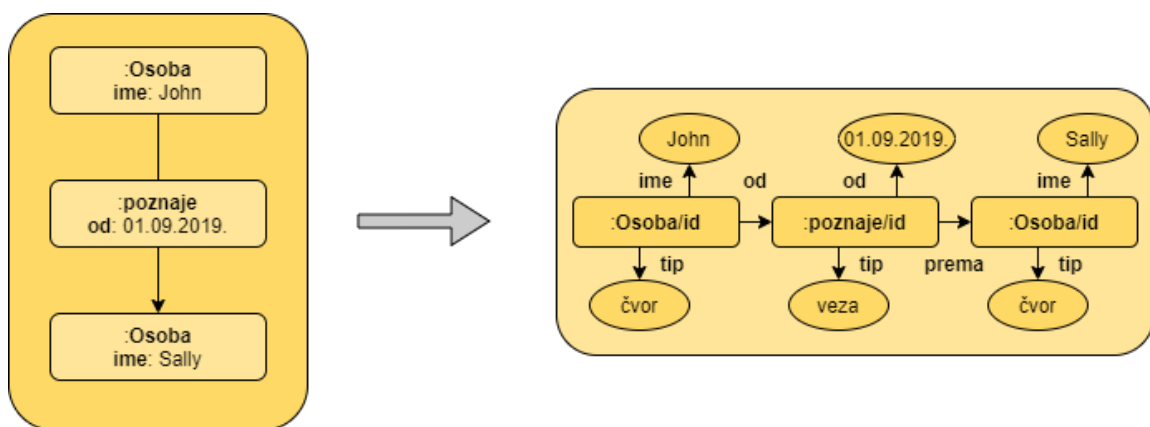 :Osoba
ime: John
:poznaje
od: 01.09.2019.
:Osoba
ime: Sally
John
01.09.2019.
Sally
ime
od
od
ime
:Osoba/id
:poznaje/id
:Osoba/id
tip
tip
prema
tip
čvor
veza
čvor